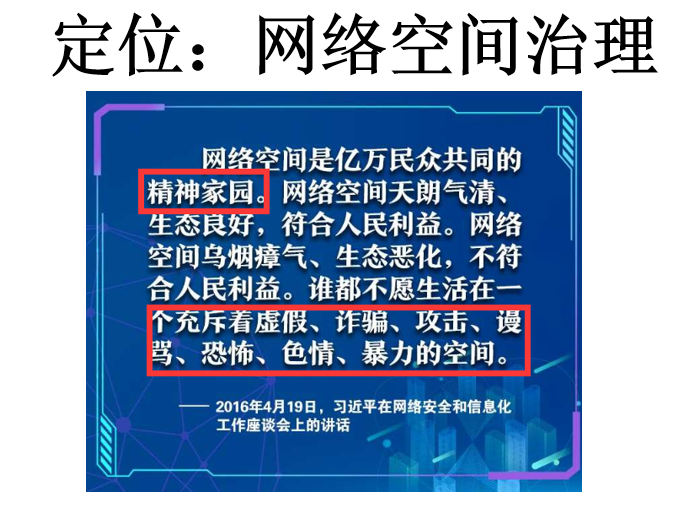 定位：网络空间治理
网络空间是亿万民众共同的
精神家园。网络空间天朗气清、
生态良好，符合人民利益。网络
空间乌烟瘴气、生态恶化，不符
合人民利益。谁都不愿生活在一
个充斥着虚假、诈骗、攻击、谩
骂、恐怖、色情、暴力的空间。
—— 2016年4月19日，习近平在网络安全和信息化
工作座谈会上的讲话